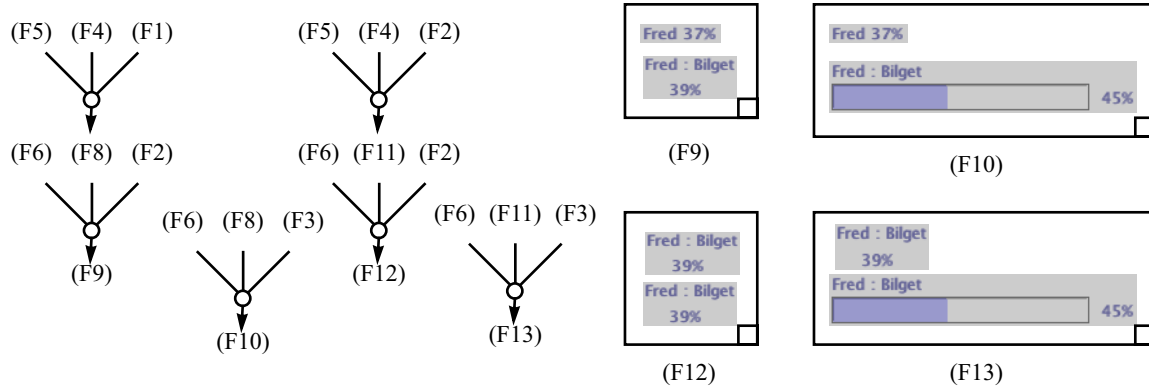 (F5) (F4) (F1)
(F6) (F8) (F2)
(F9)
(F6) (F8) (F3)
(F10)
(F5) (F4) (F2)
(F6) (F11) (F2)
(F12)
(F6) (F11) (F3)
(F13)
Fred 37%
Fred : Bilget
39%
(F9)
Fred 37%
Fred : Bilget
45%
(F10)
Fred : Bilget
39%
Fred : Bilget
39%
(F12)
Fred : Bilget
39%
Fred : Bilget
45%
(F13)